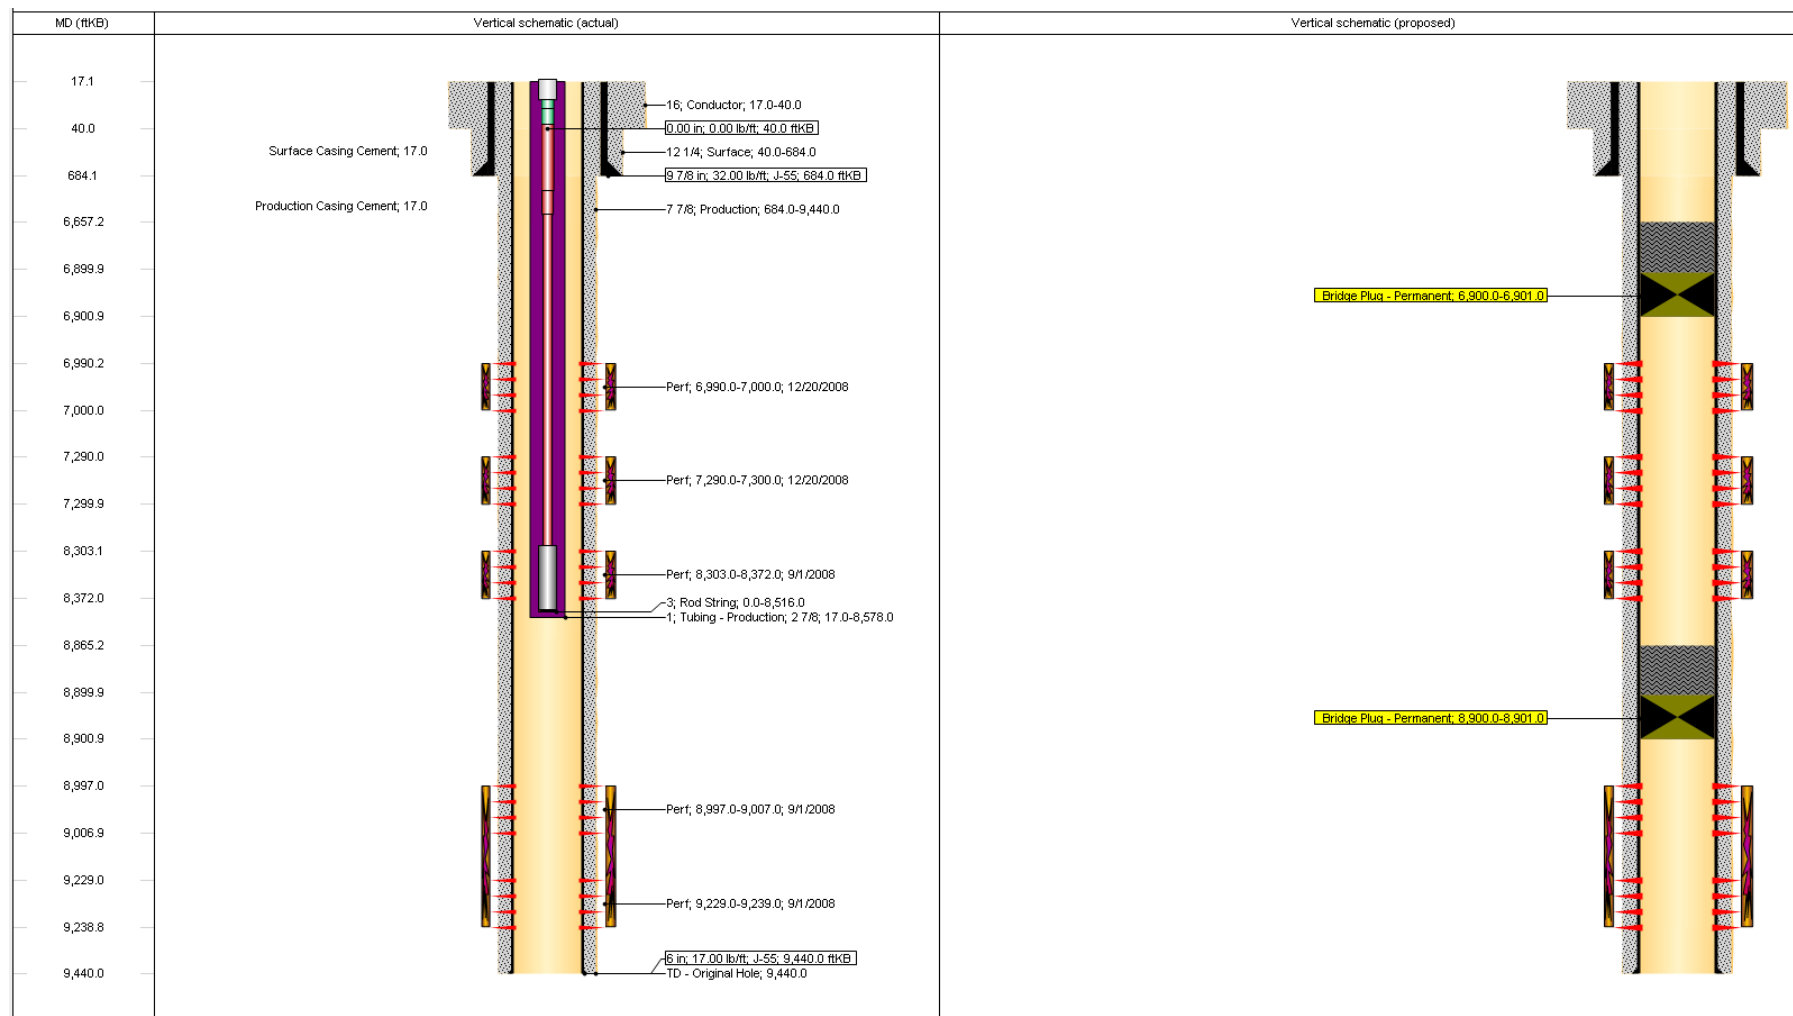 MD (ftKB)
Vertical schematic (actual)
Vertical schematic (proposed)
17.1
40.0
684.1
6,657.2
6,899.9
6,900.9
6,990.2
7,000.0
7,290.0
7,299.9
8,303.1
8,372.0
8,865.2
8,899.9
8,900.9
8,997.0
9,006.9
9,229.0
9,238.8
9,440.0
Surface Casing Cement; 17.0
Production Casing Cement; 17.0
16; Conductor; 17.0-40.0
0.00 in; 0.00 lb/ft; 40.0 ftKB
12 1/4; Surface; 40.0-684.0
9 7/8 in; 32.00 lb/ft; J-55; 684.0 ftKB
7 7/8; Production; 684.0-9,440.0
Perf; 6,990.0-7,000.0; 12/20/2008
Perf; 7,290.0-7,300.0; 12/20/2008
Perf; 8,303.0-8,372.0; 9/1/2008
3; Rod String; 0.0-8,516.0
1; Tubing - Production; 2 7/8; 17.0-8,578.0
Perf; 8,997.0-9,007.0; 9/1/2008
Perf; 9,229.0-9,239.0; 9/1/2008
6 in; 17.00 lb/ft; J-55; 9,440.0 ftKB
TD - Original Hole; 9,440.0
Bridge Plug - Permanent; 6,900.0-6,901.0
Bridge Plug - Permanent; 8,900.0-8,901.0